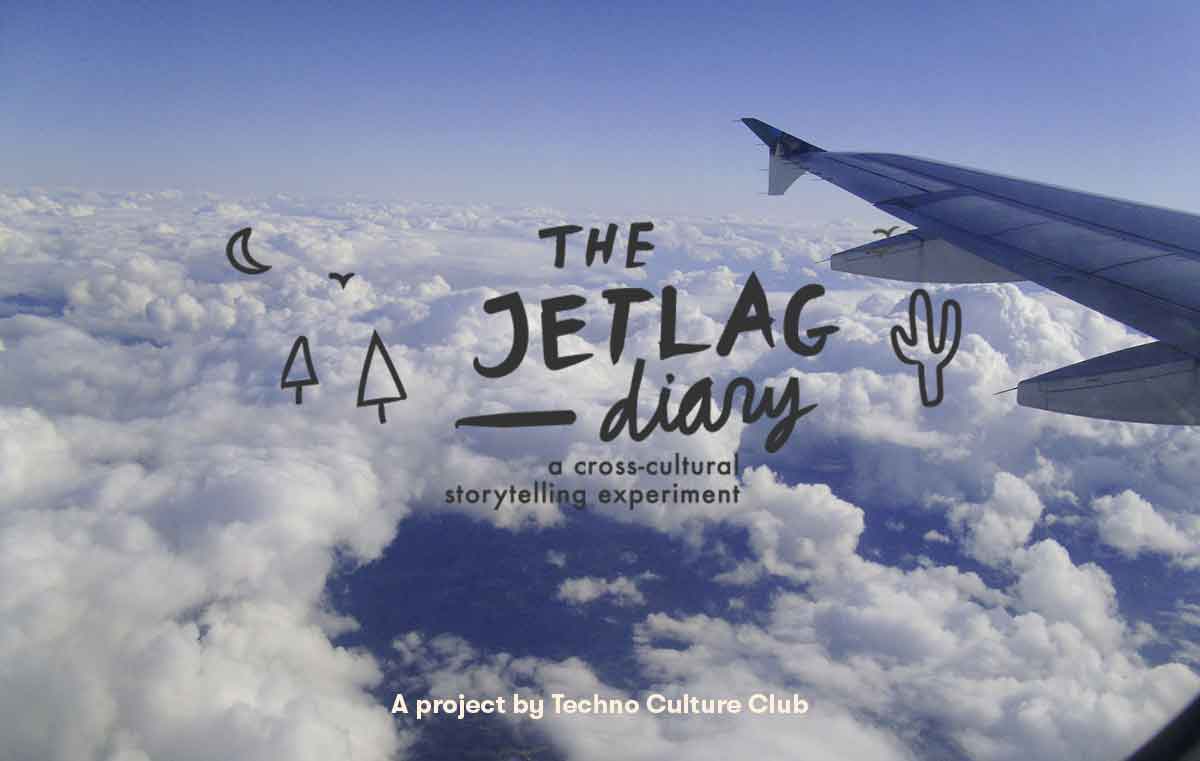 THE
JETLAG
diary
a cross-cultural
storytelling experiment
A project by Techno Culture Club